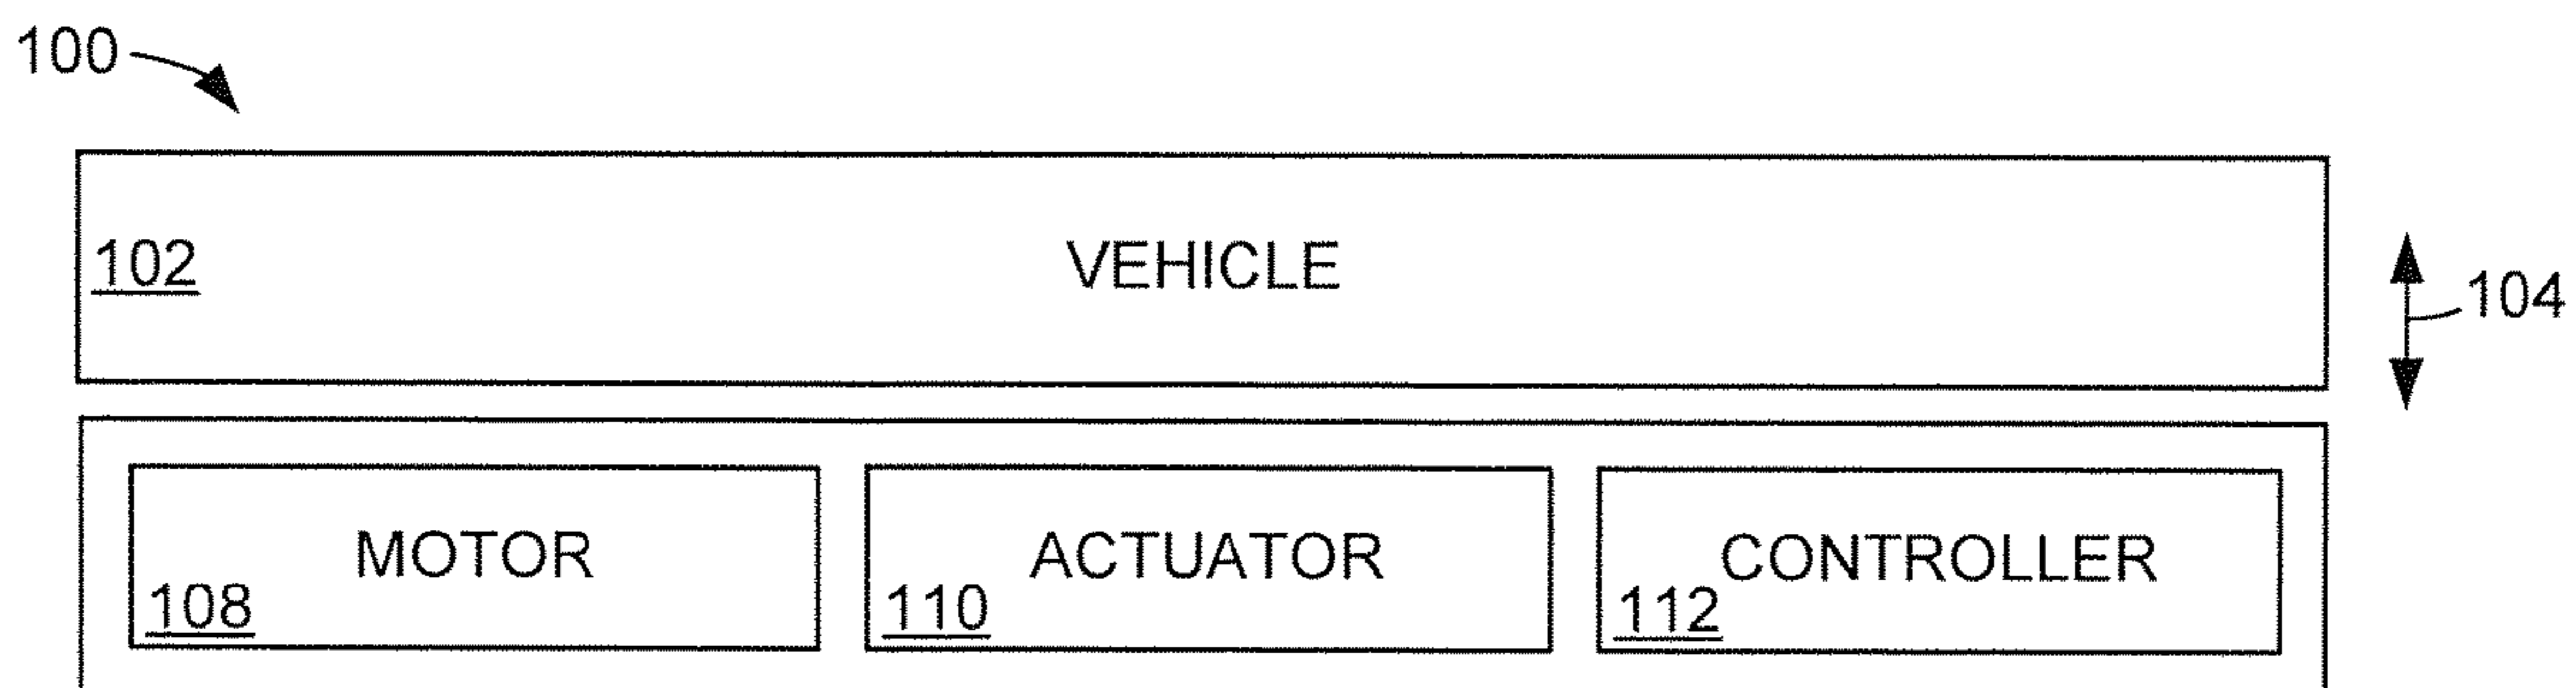 100
102 VEHICLE
104
MOTOR ACTUATOR CONTROLLER
108 110 112